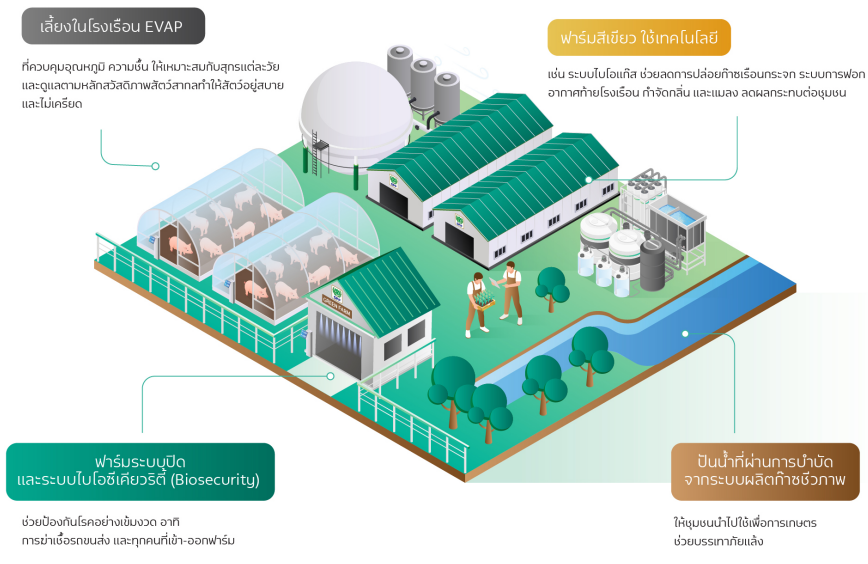 เลี้ยงในโรงเรือน EVAP
ที่ควบคุมอุณหภูมิ ความชื้น ให้เหมาะสมกับสุกรแต่ละวัย
และดูแลตามหลักสวัสดิภาพสัตว์สากลทำให้สัตว์อยู่สบาย
และไม่เครียด
ฟาร์มสีเขียว ใช้เทคโนโลยี
เช่น ระบบไบโอแก๊ส ช่วยลดการปล่อยก๊าซเรือนกระจก ระบบการฟอก
อากาศท้ายโรงเรือน กำจัดกลิ่น และแมลง ลดผลกระทบต่อชุมชน
GREEN FARM
ฟาร์มระบบปิด
และระบบไบโอซีเคียวริตี้ (Biosecurity)
ช่วยป้องกันโรคอย่างเข้มงวด อาทิ
การฆ่าเชื้อรถขนส่ง และทุกคนที่เข้า-ออกฟาร์ม
ปันน้ำที่ผ่านการบำบัด
จากระบบผลิตก๊าซชีวภาพ
ให้ชุมชนนำไปใช้เพื่อการเกษตร
ช่วยบรรเทาภัยแล้ง